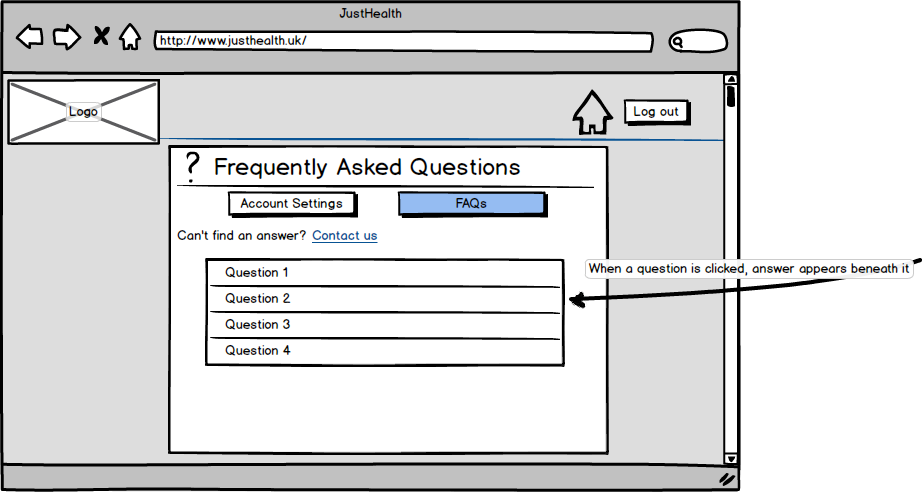 JustHealth
http://www.justhealth.uk/
Logo
Log out
? Frequently Asked Questions
Account Settings
FAQs
Can't find an answer? Contact us
Question 1
When a question is clicked, answer appears beneath it
Question 2
Question 3
Question 4